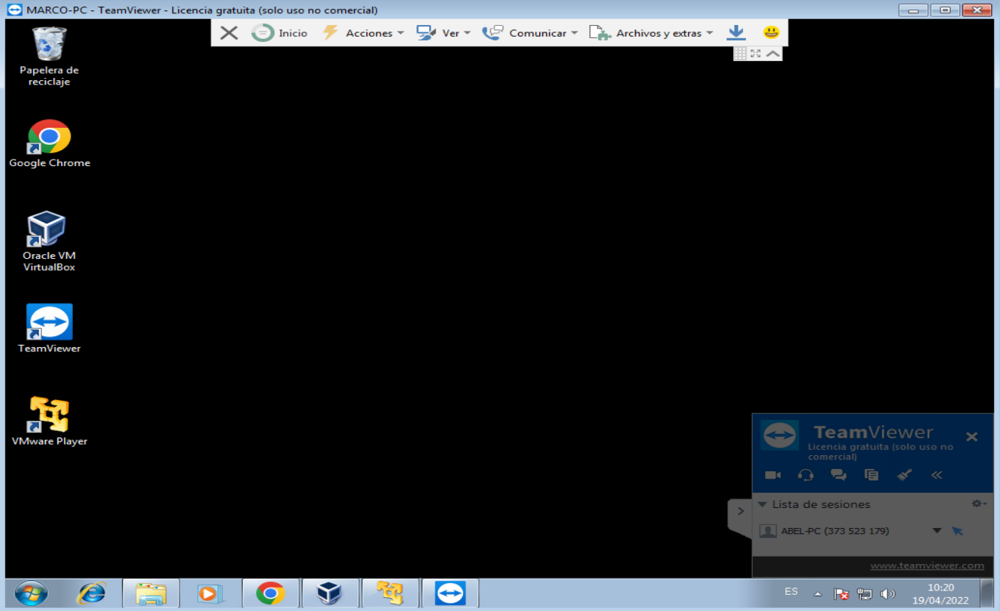 MARCO-PC - TeamViewer - Licencia gratuita (solo uso no comercial)
Inicio Acciones Ver Comunicar Archivos y extras
Papelera de
reciclaje
Google Chrome
Oracle VM
VirtualBox
TeamViewer
VMware Player
TeamViewer
Licencia gratuita (solo uso no
comercial)
Lista de sesiones
ABEL-PC (373 523 179)
www.teamviewer.com
ES
10:20
19/04/2022